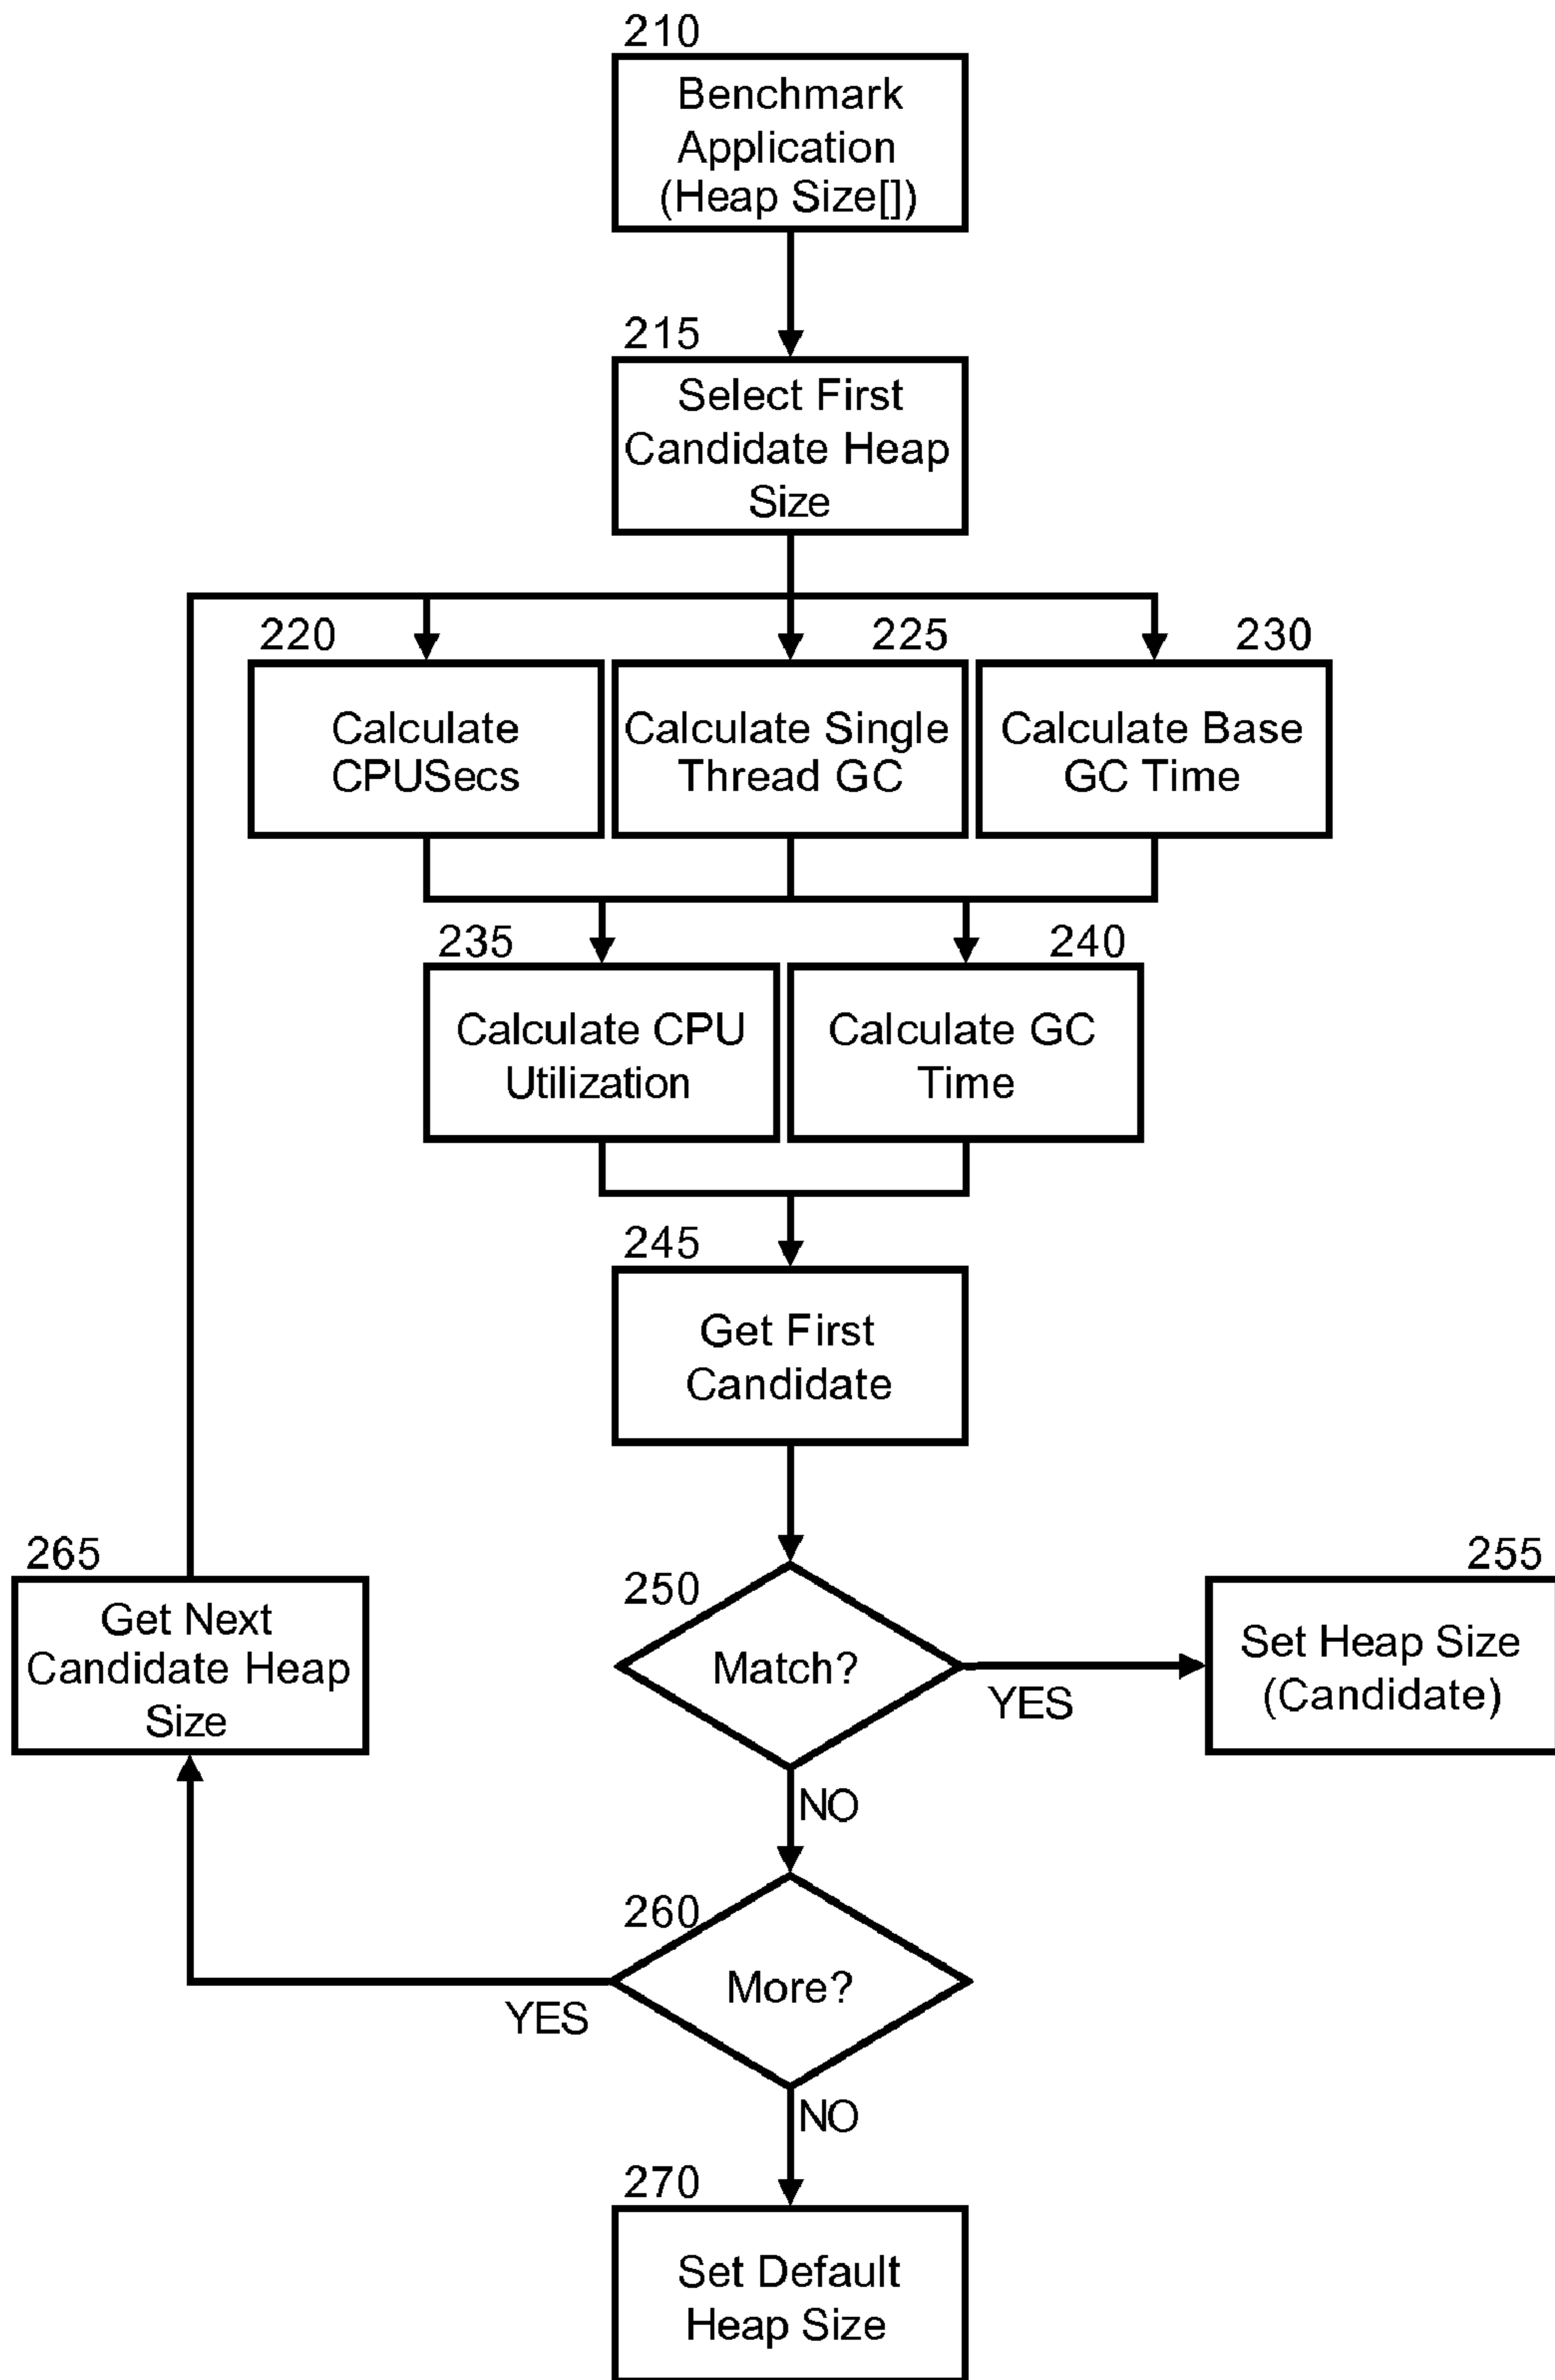 210
Benchmark
Application
(Heap Size[])
215
Select First
Candidate Heap
Size
220
Calculate
CPUSecs
225
Calculate Single
Thread GC
230
Calculate Base
GC Time
235
Calculate CPU
Utilization
240
Calculate GC
Time
245
Get First
Candidate
250
Match?
YES
NO
255
Set Heap Size
(Candidate)
260
More?
YES
NO
265
Get Next
Candidate Heap
Size
270
Set Default
Heap Size